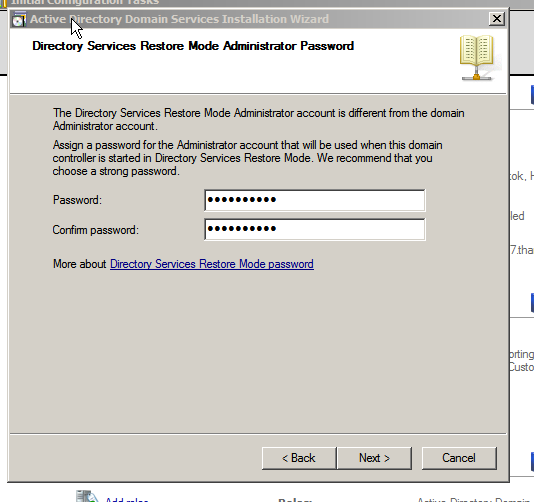 Initial Configuration Tasks
Active Directory Domain Services Installation Wizard
Directory Services Restore Mode Administrator Password
The Directory Services Restore Mode Administrator account is different from the domain
Administrator account.
Assign a password for the Administrator account that will be used when this domain
controller is started in Directory Services Restore Mode. We recommend that you
choose a strong password.
Password: ••••••••••
Confirm password: ••••••••••
More about Directory Services Restore Mode password
< Back Next > Cancel
ok, H
led
7.tha
orting
Custo
Add roles Roles: Active Directory Domain